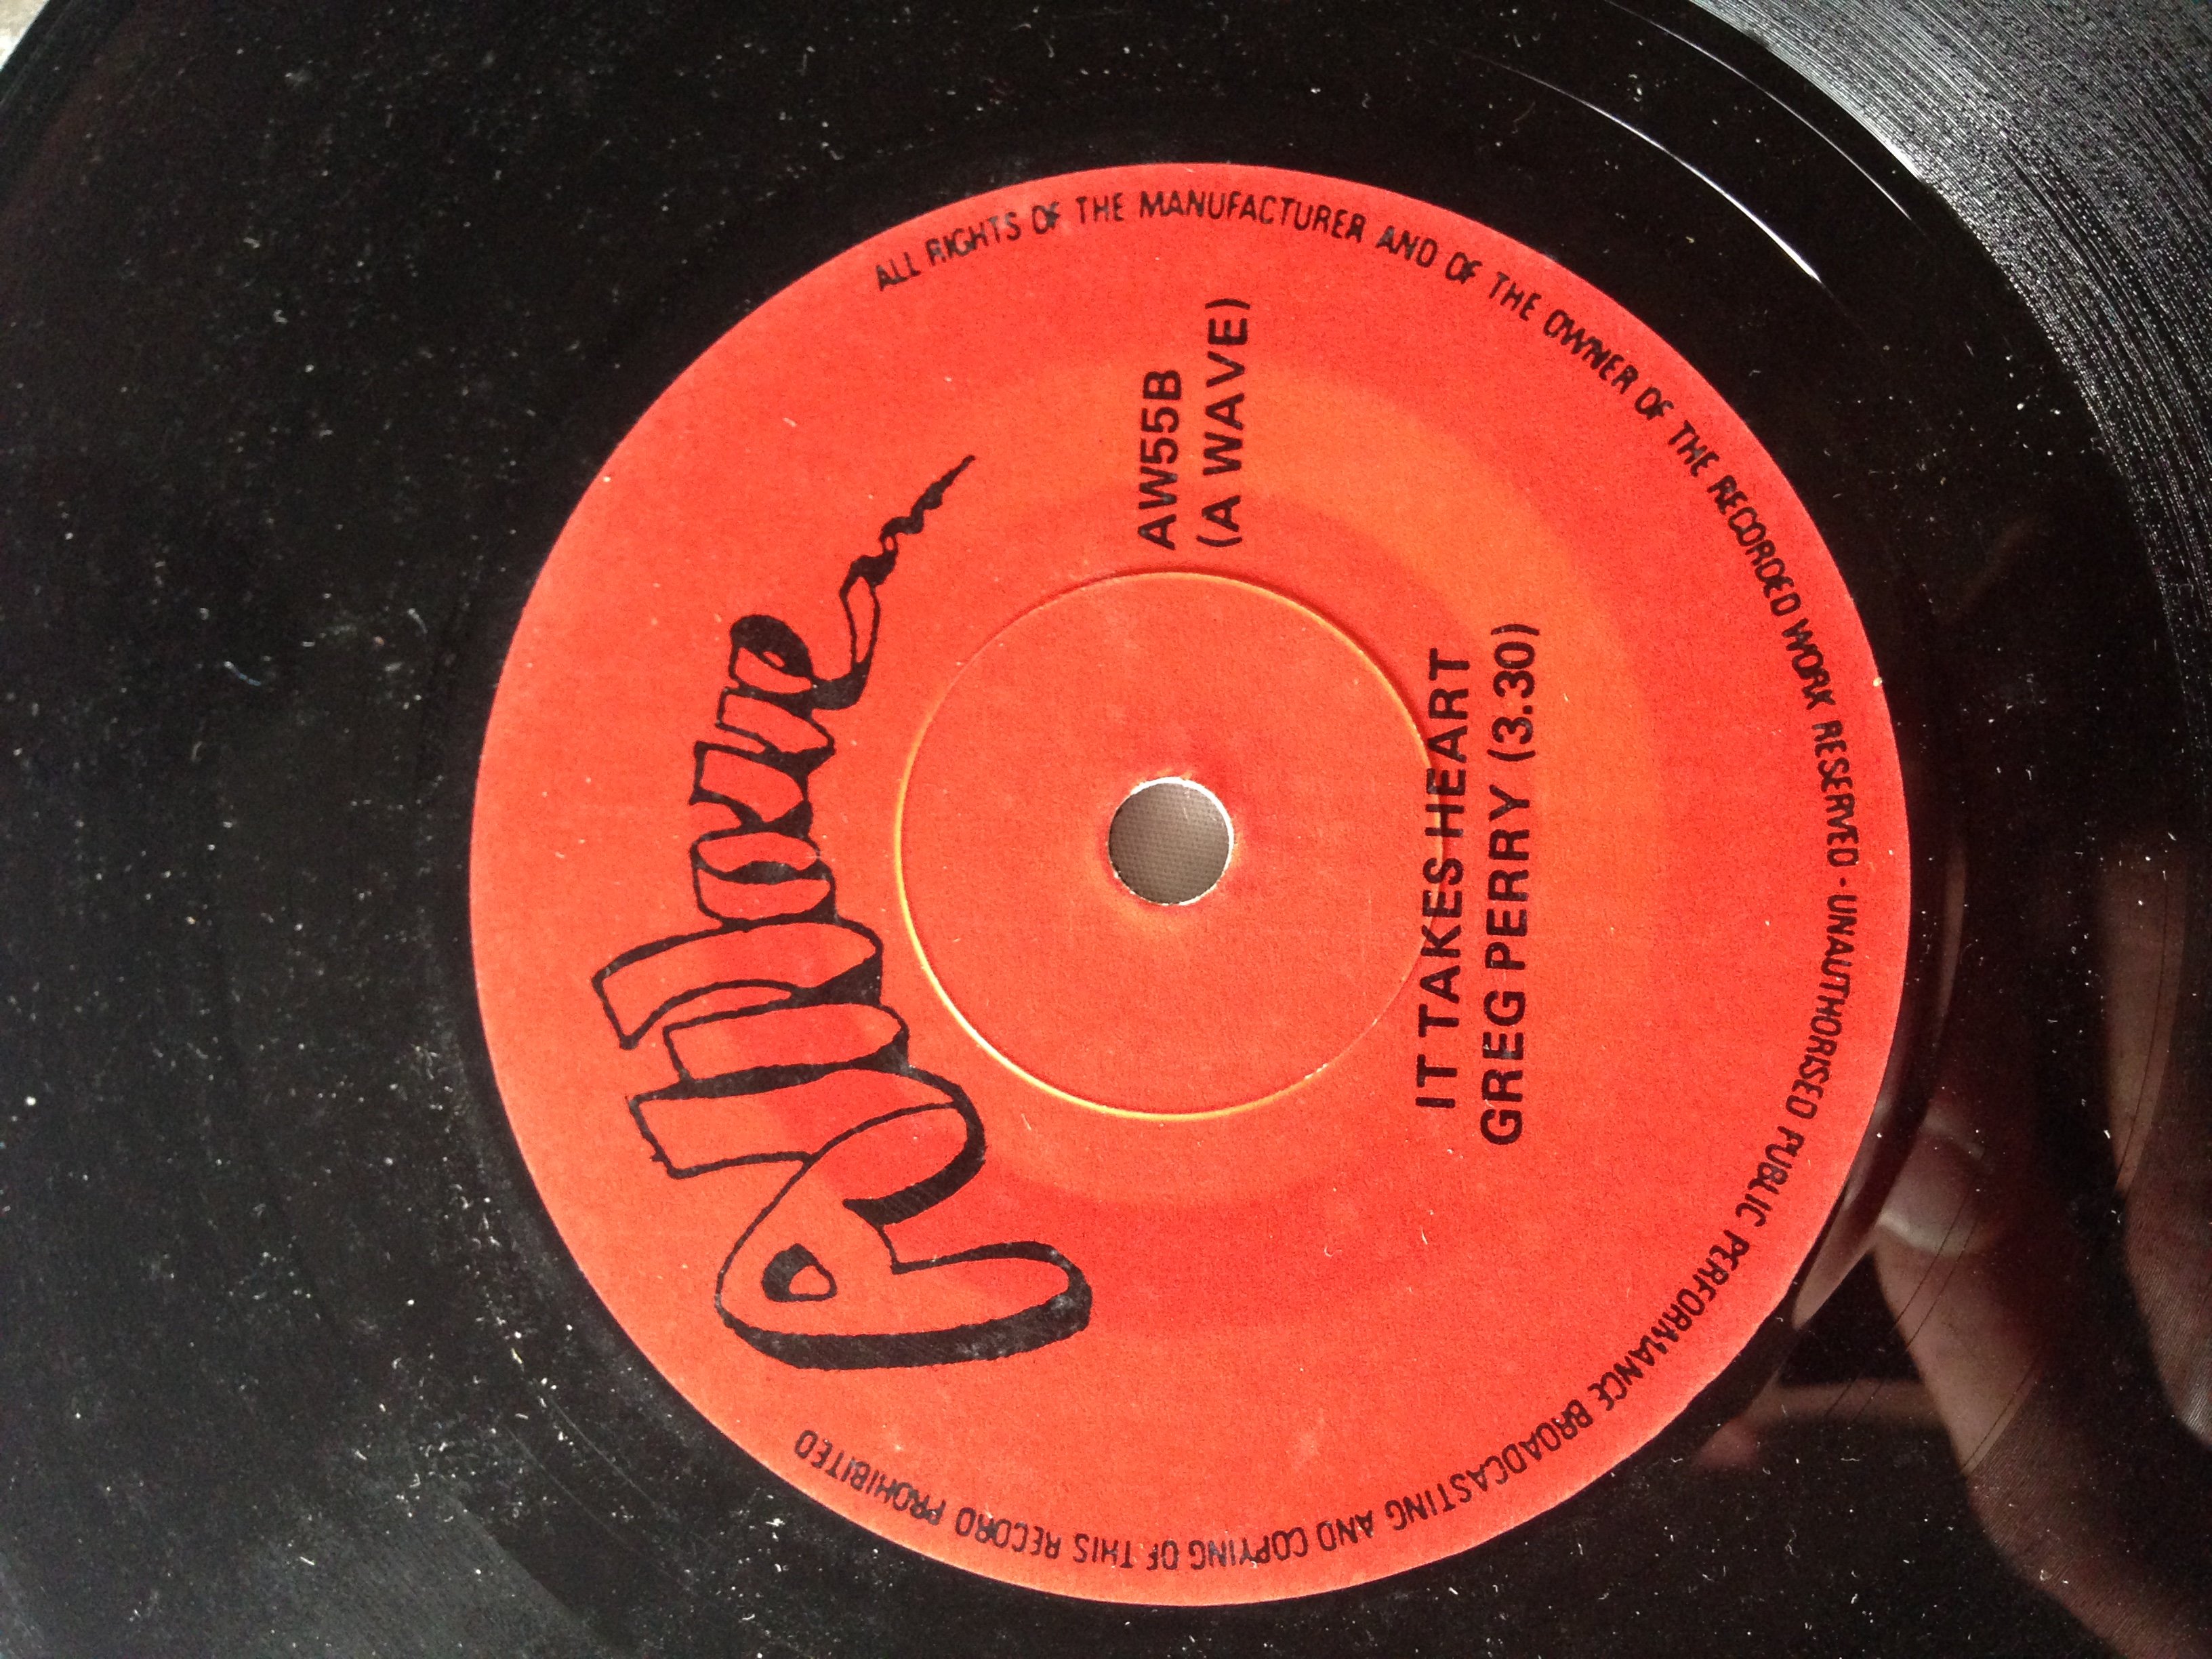 AW55B
(A WAVE)
IT TAKES HEART
GREG PERRY (3.30)
ALL RIGHTS OF THE MANUFACTURER AND OF THE OWNER OF THE RECORDED WORK RESERVED - UNAUTHORISED PUBLIC PERFORMANCE BROADCASTING AND COPYING OF THIS RECORD PROHIBITED